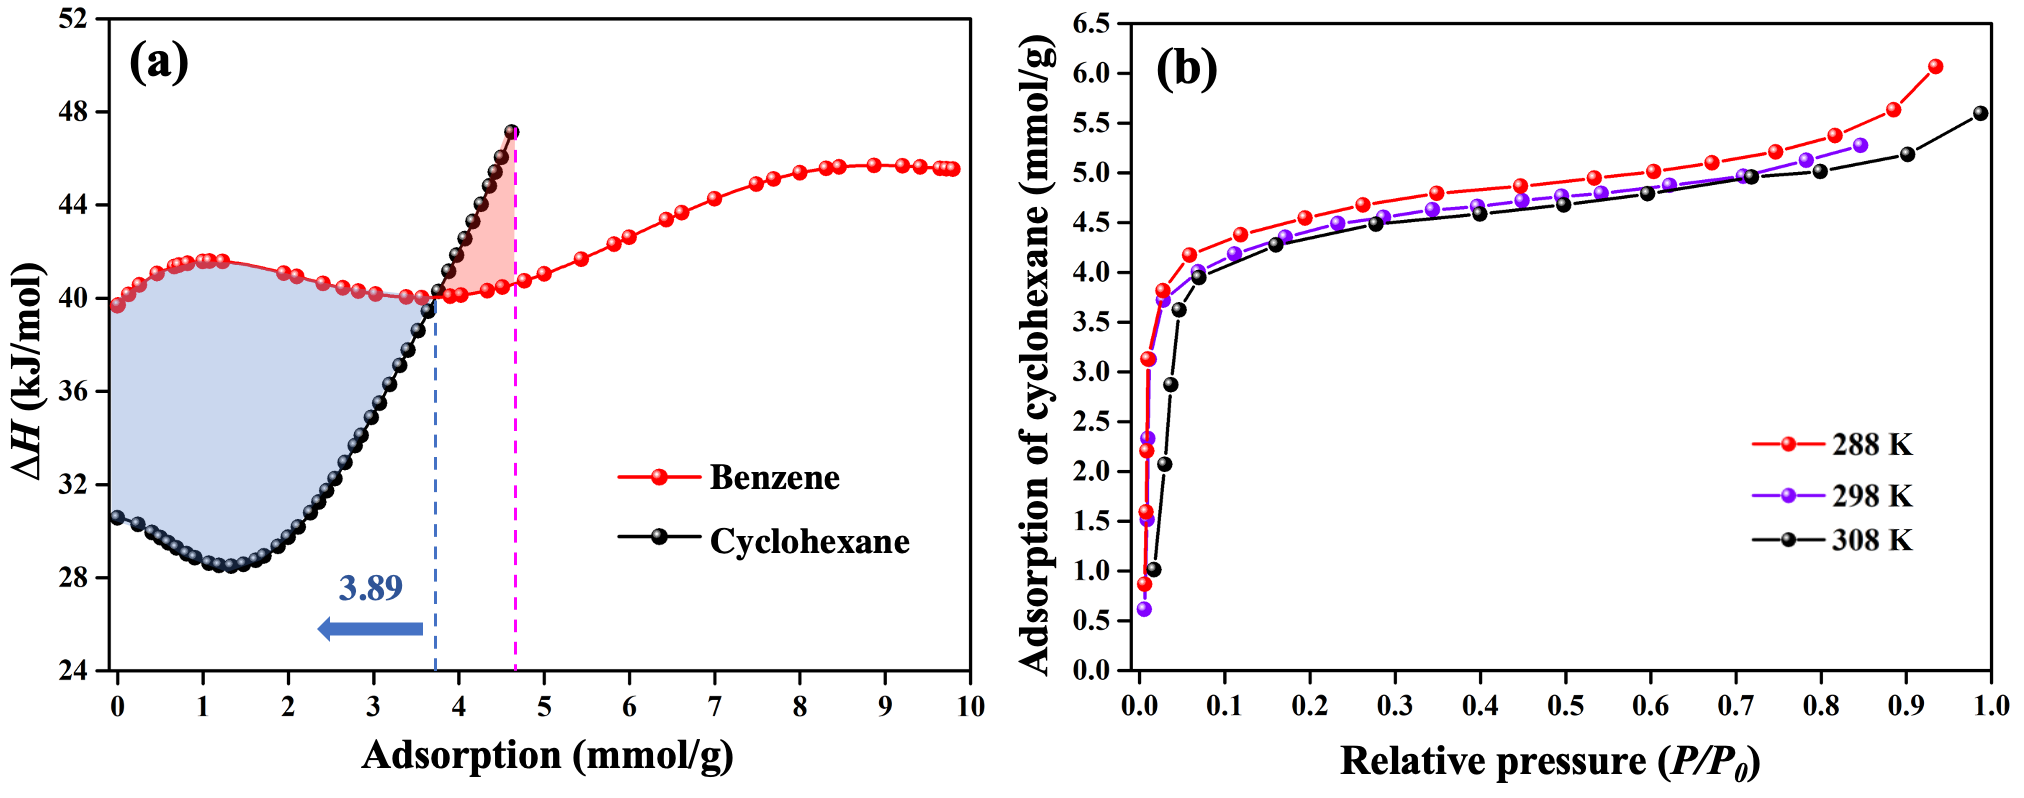 (a)
ΔH (kJ/mol)
52
48
44
40
36
32
28
24
3.89
Benzene
Cyclohexane
0 1 2 3 4 5 6 7 8 9 10
Adsorption (mmol/g)
(b)
Adsorption of cyclohexane (mmol/g)
6.5
6.0
5.5
5.0
4.5
4.0
3.5
3.0
2.5
2.0
1.5
1.0
0.5
0.0
288 K
298 K
308 K
0.0 0.1 0.2 0.3 0.4 0.5 0.6 0.7 0.8 0.9 1.0
Relative pressure (P/P0)